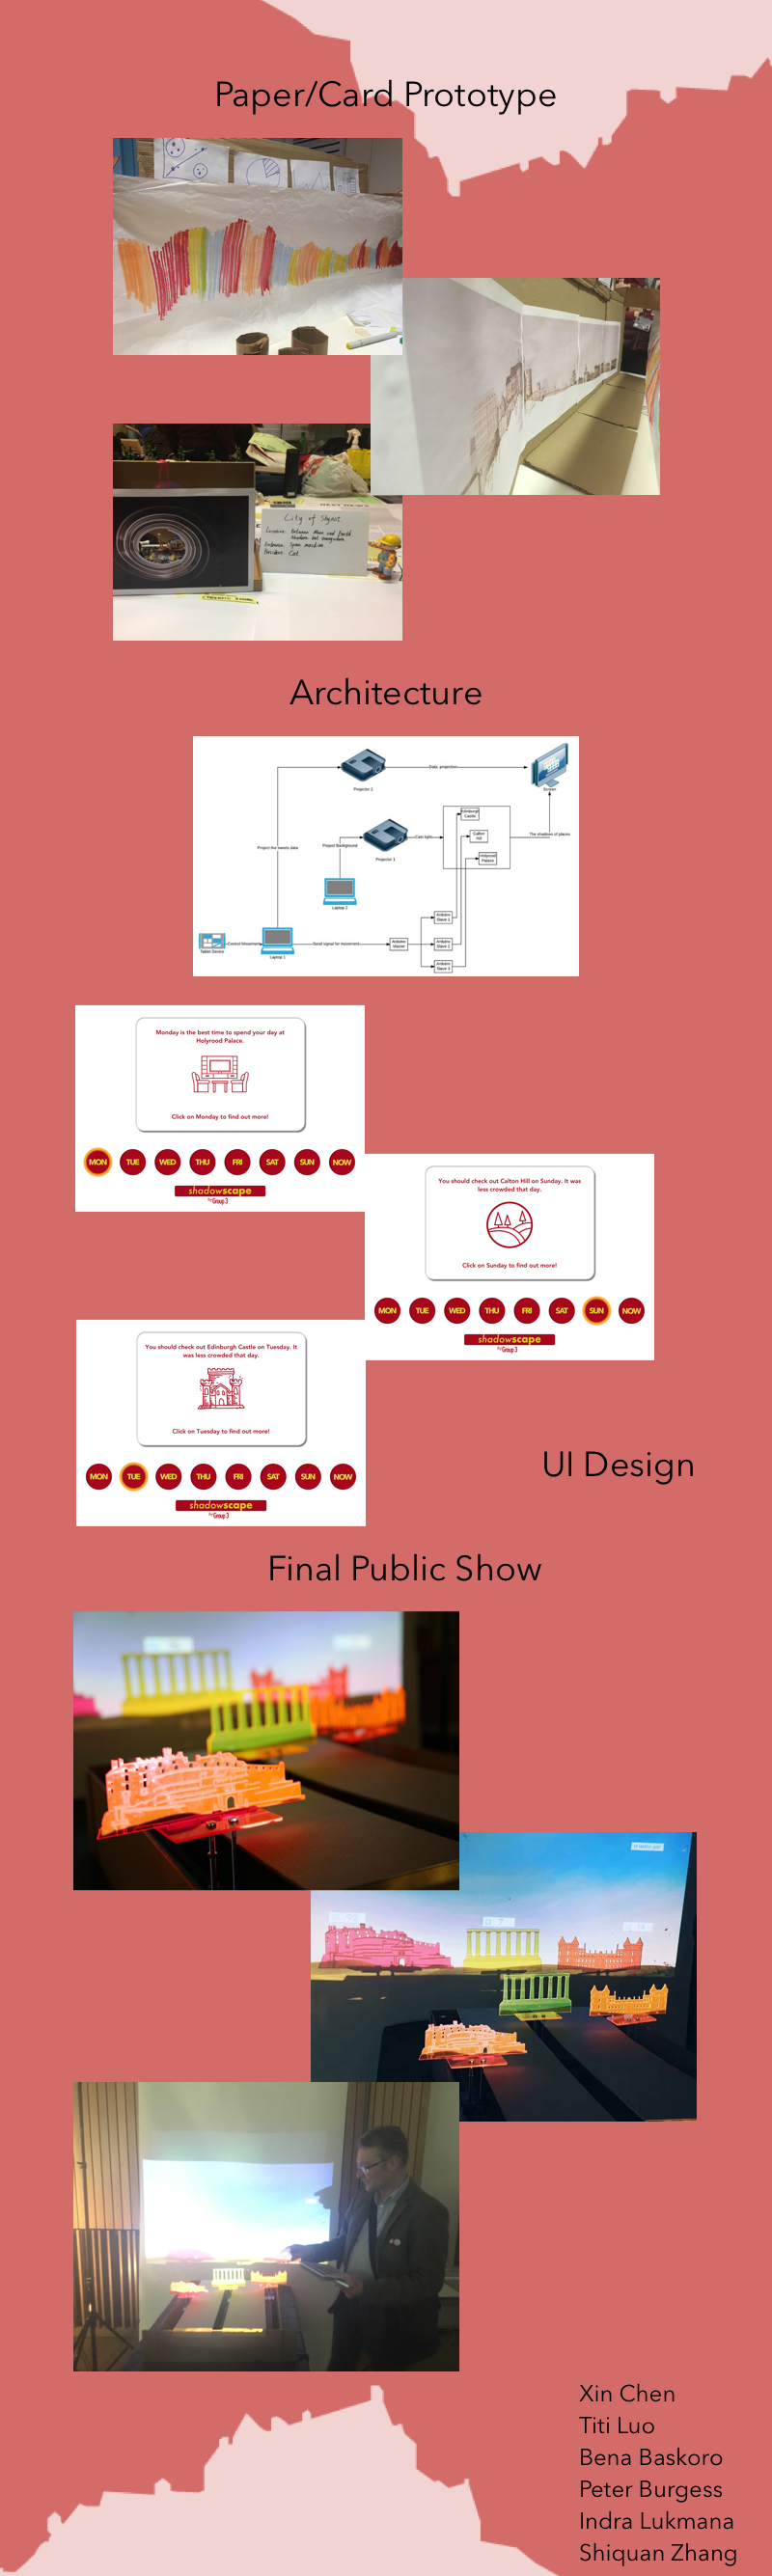 Paper/Card Prototype
City of Object
Architecture
Projector 2
Data projection
Screen
Edinburgh
Castle
Calton
Hill
Holyrood
Palace
Project the tweets data
Project Background
Projector 1
Cast light
The shadows of places
Laptop 2
Arduino
Slave 1
Tablet Device
Control Movement
Laptop 1
Send signal for movement
Arduino
Master
Arduino
Slave 2
Arduino
Slave 3
Monday is the best time to spend your day at
Holyrood Palace.
Click on Monday to find out more!
MON TUE WED THU FRI SAT SUN NOW
shadowscape
by Group 3
You should check out Calton Hill on Sunday. It was
less crowded that day.
Click on Sunday to find out more!
MON TUE WED THU FRI SAT SUN NOW
shadowscape
by Group 3
You should check out Edinburgh Castle on Tuesday. It
was less crowded that day.
Click on Tuesday to find out more!
MON TUE WED THU FRI SAT SUN NOW
shadowscape
by Group 3
UI Design
Final Public Show
Xin Chen
Titi Luo
Bena Baskoro
Peter Burgess
Indra Lukmana
Shiquan Zhang